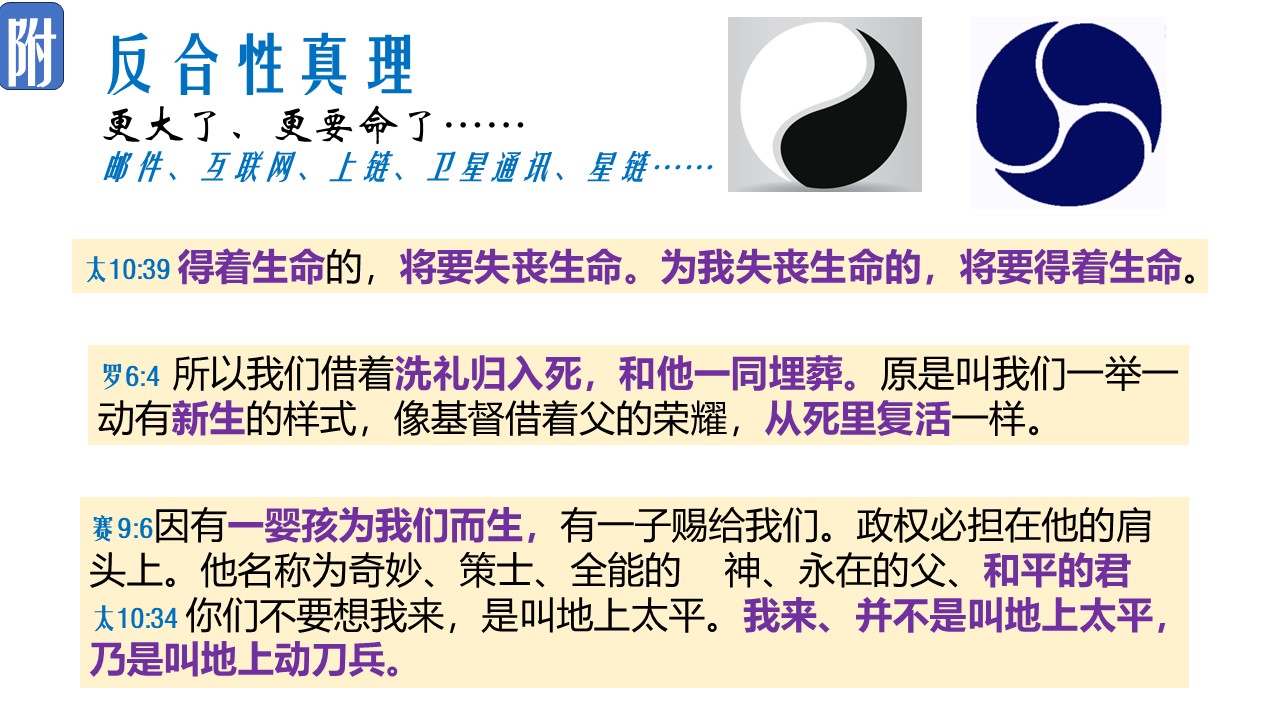 附
反合性真理
更大了、更要命了……
邮件、互联网、上链、卫星通讯、星链……
太10:39 得着生命的，将要失丧生命。为我失丧生命的，将要得着生命。
罗6:4 所以我们借着洗礼归入死，和他一同埋葬。原是叫我们一举一
动有新生的样式，像基督借着父的荣耀，从死里复活一样。
赛9:6因有一婴孩为我们而生，有一子赐给我们。政权必担在他的肩
头上。他名称为奇妙、策士、全能的　神、永在的父、和平的君
太10:34 你们不要想我来，是叫地上太平。我来、并不是叫地上太平，
乃是叫地上动刀兵。